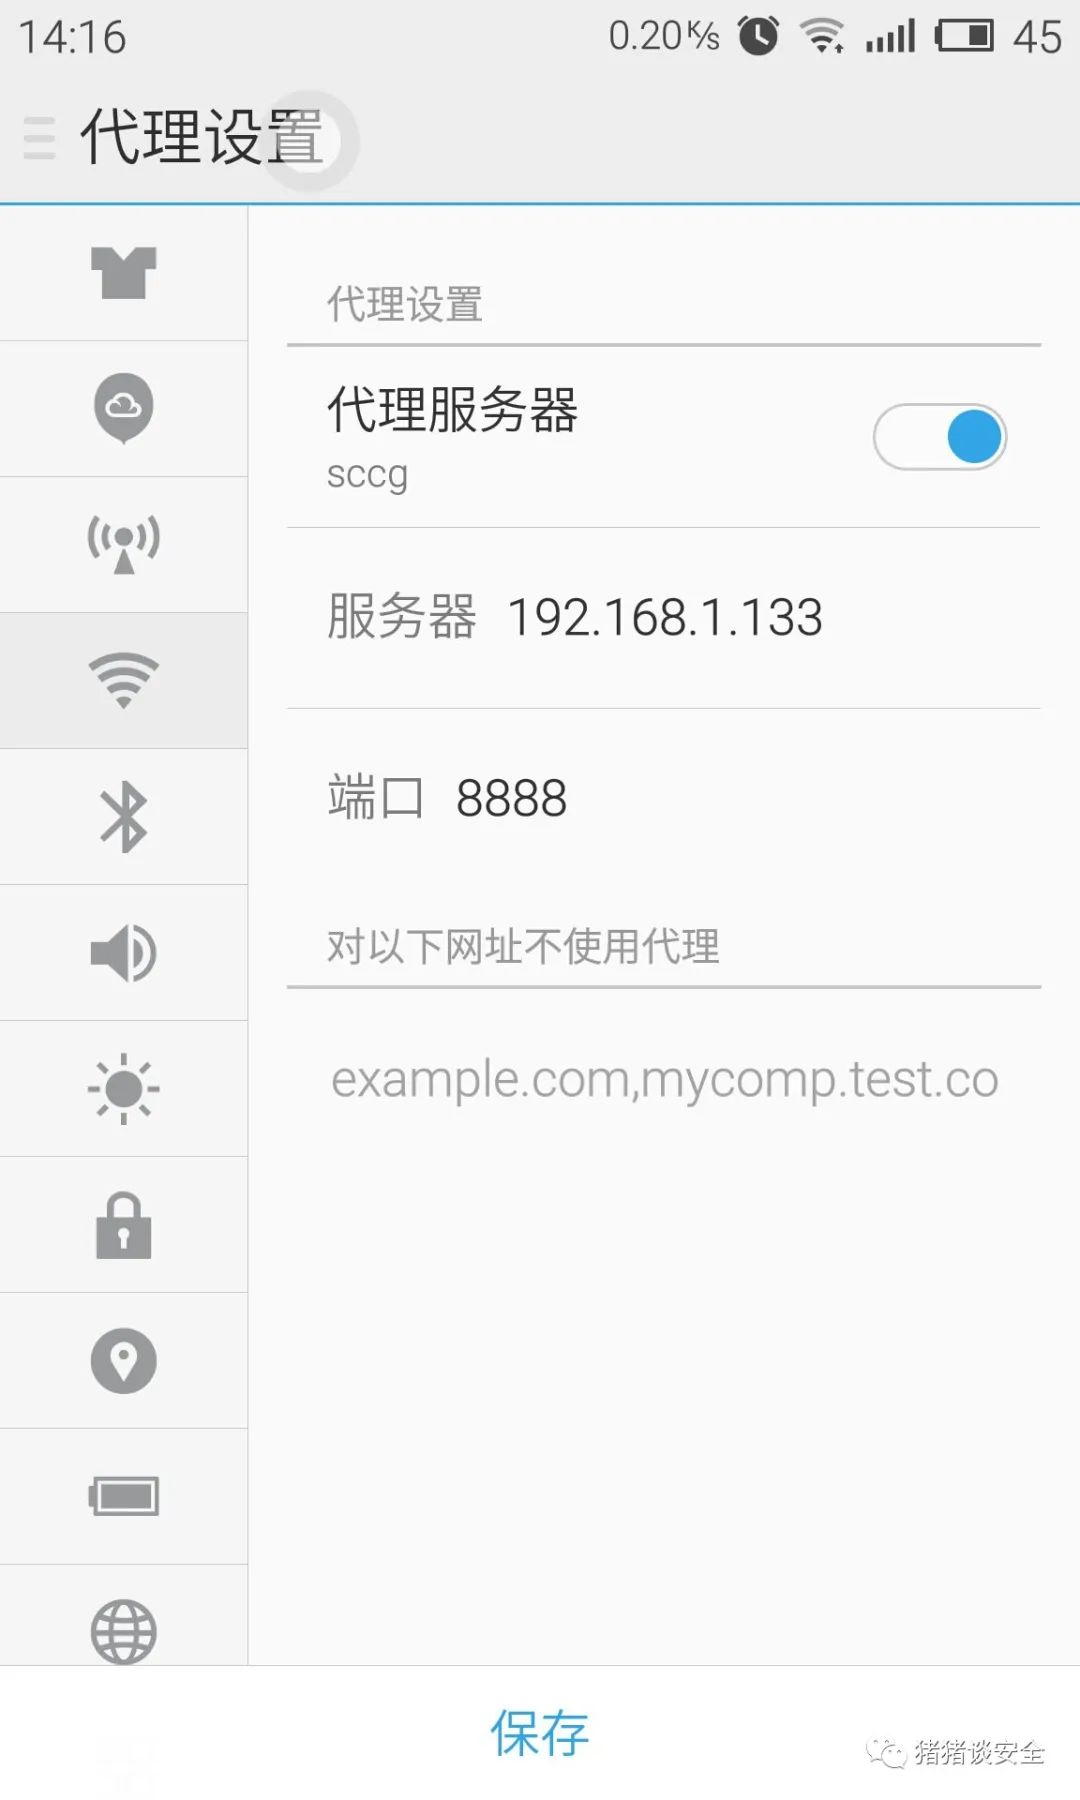 14:16
0.20K/s
45
代理设置
代理设置
代理服务器
sccg
服务器 192.168.1.133
端口 8888
对以下网址不使用代理
example.com,mycomp.test.co
保存
猪猪谈安全